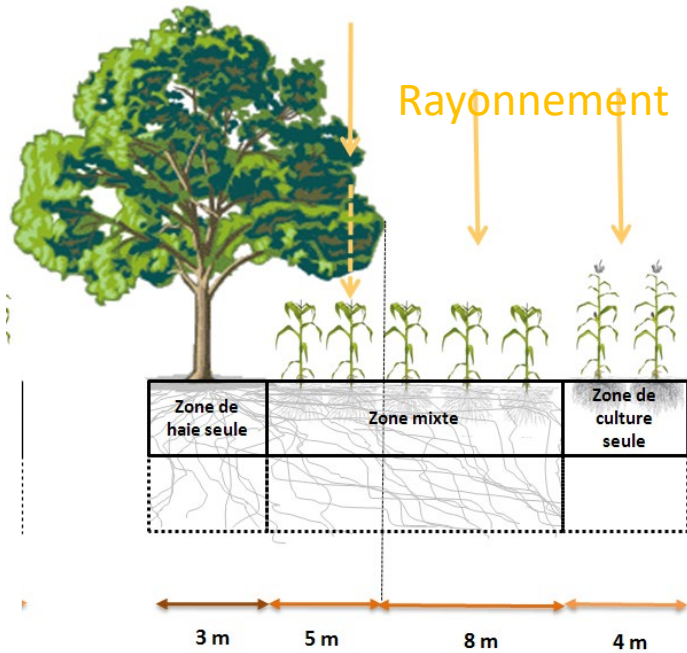 Rayonnement
Zone de
haie seule
Zone mixte
Zone de
culture
seule
3 m
5 m
8 m
4 m